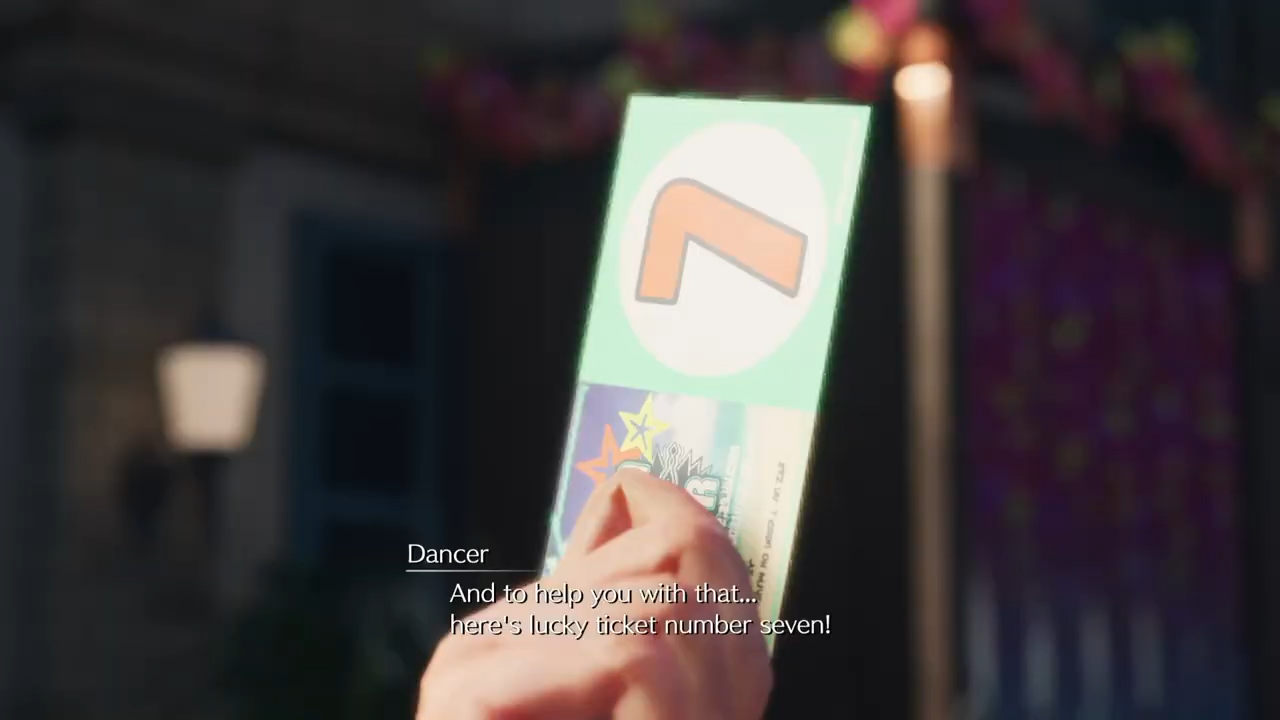 7
Dancer
And to help you with that...
here's lucky ticket number seven!